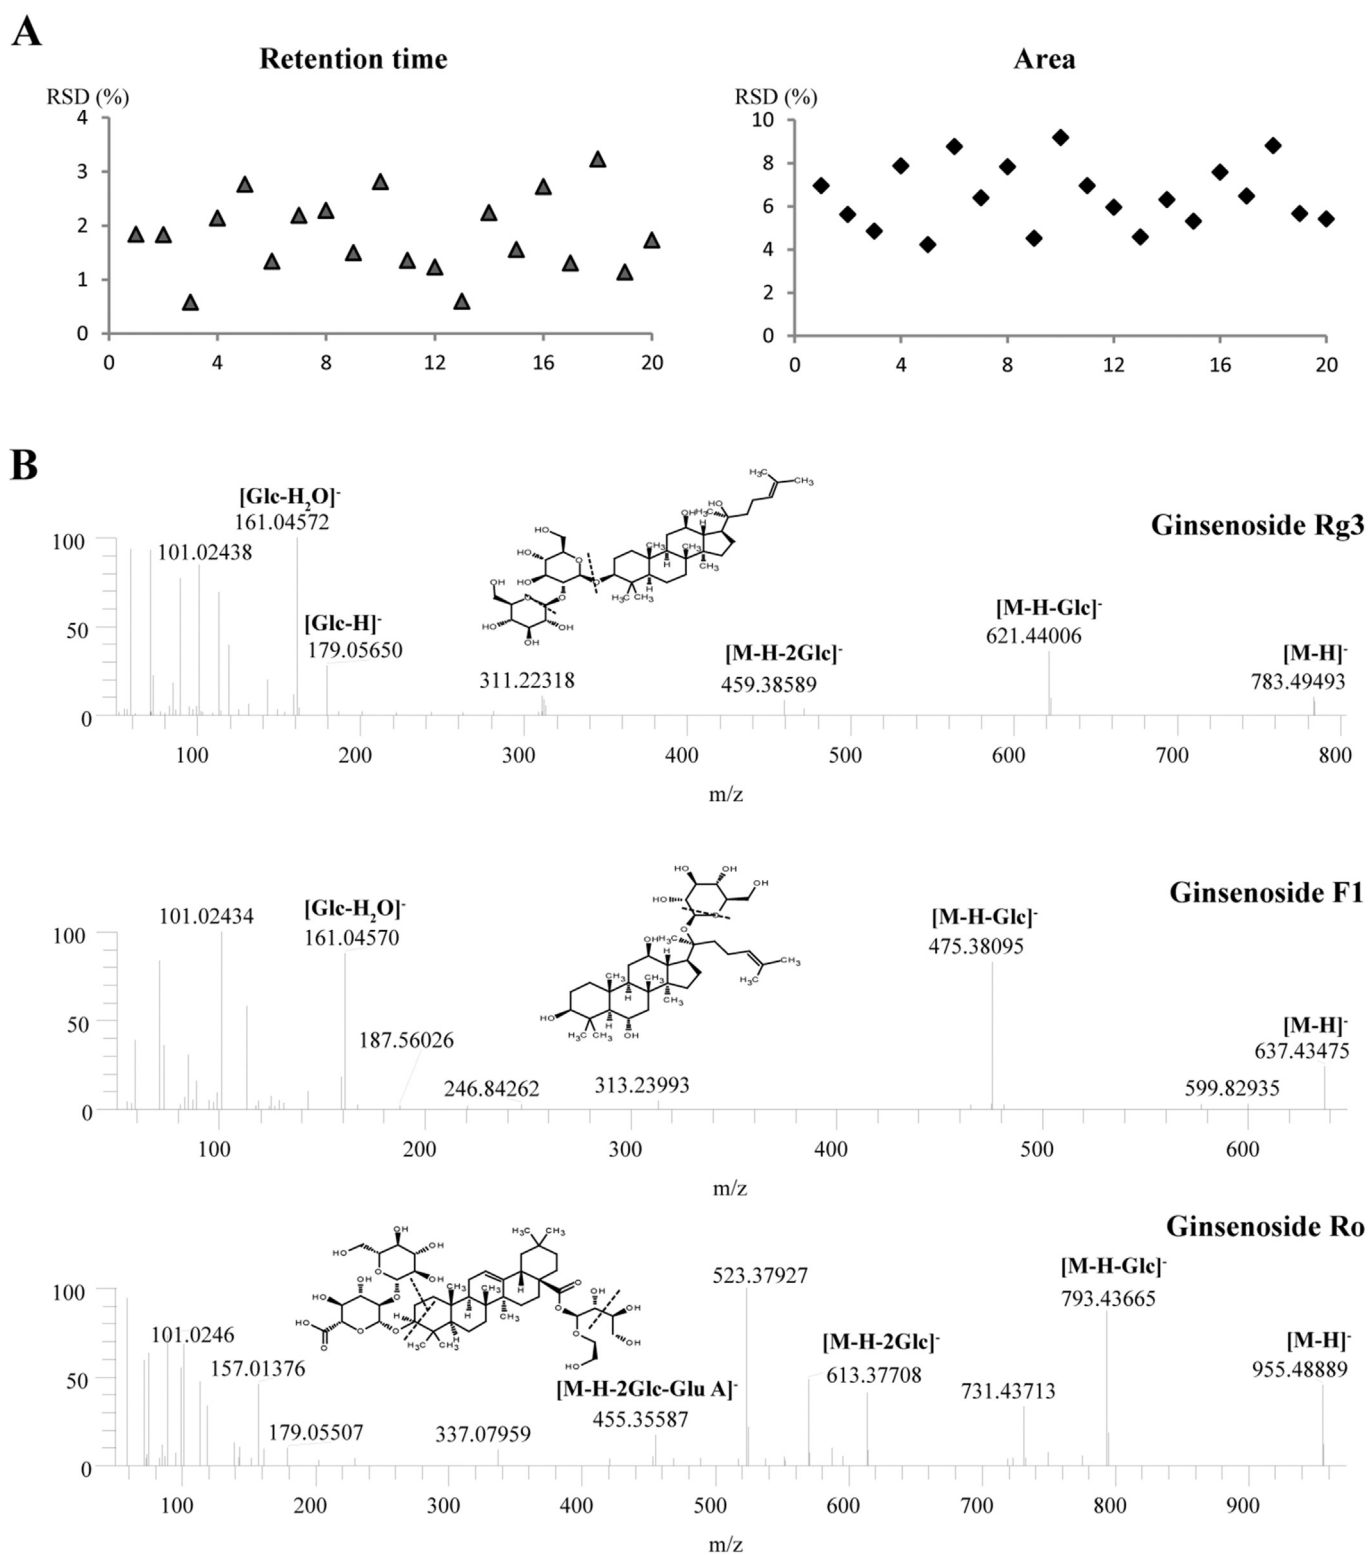 A
Retention time
Area
RSD (%)
RSD (%)
4
3
2
1
0
0 4 8 12 16 20
10
8
6
4
2
0
0 4 8 12 16 20
B
Ginsenoside Rg3
[Glc-H2O]-
161.04572
101.02438
[Glc-H]-
179.05650
311.22318
[M-H-2Glc]-
459.38589
[M-H-Glc]-
621.44006
[M-H]-
783.49493
100
50
0
100 200 300 400 500 600 700 800
m/z
Ginsenoside F1
101.02434
[Glc-H2O]-
161.04570
187.56026
246.84262
313.23993
[M-H-Glc]-
475.38095
[M-H]-
637.43475
599.82935
100
50
0
100 200 300 400 500 600
m/z
Ginsenoside Ro
101.0246
157.01376
179.05507
337.07959
[M-H-2Glc-Glu A]-
455.35587
523.37927
[M-H-2Glc]-
613.37708
731.43713
[M-H-Glc]-
793.43665
[M-H]-
955.48889
100
50
0
100 200 300 400 500 600 700 800 900
m/z